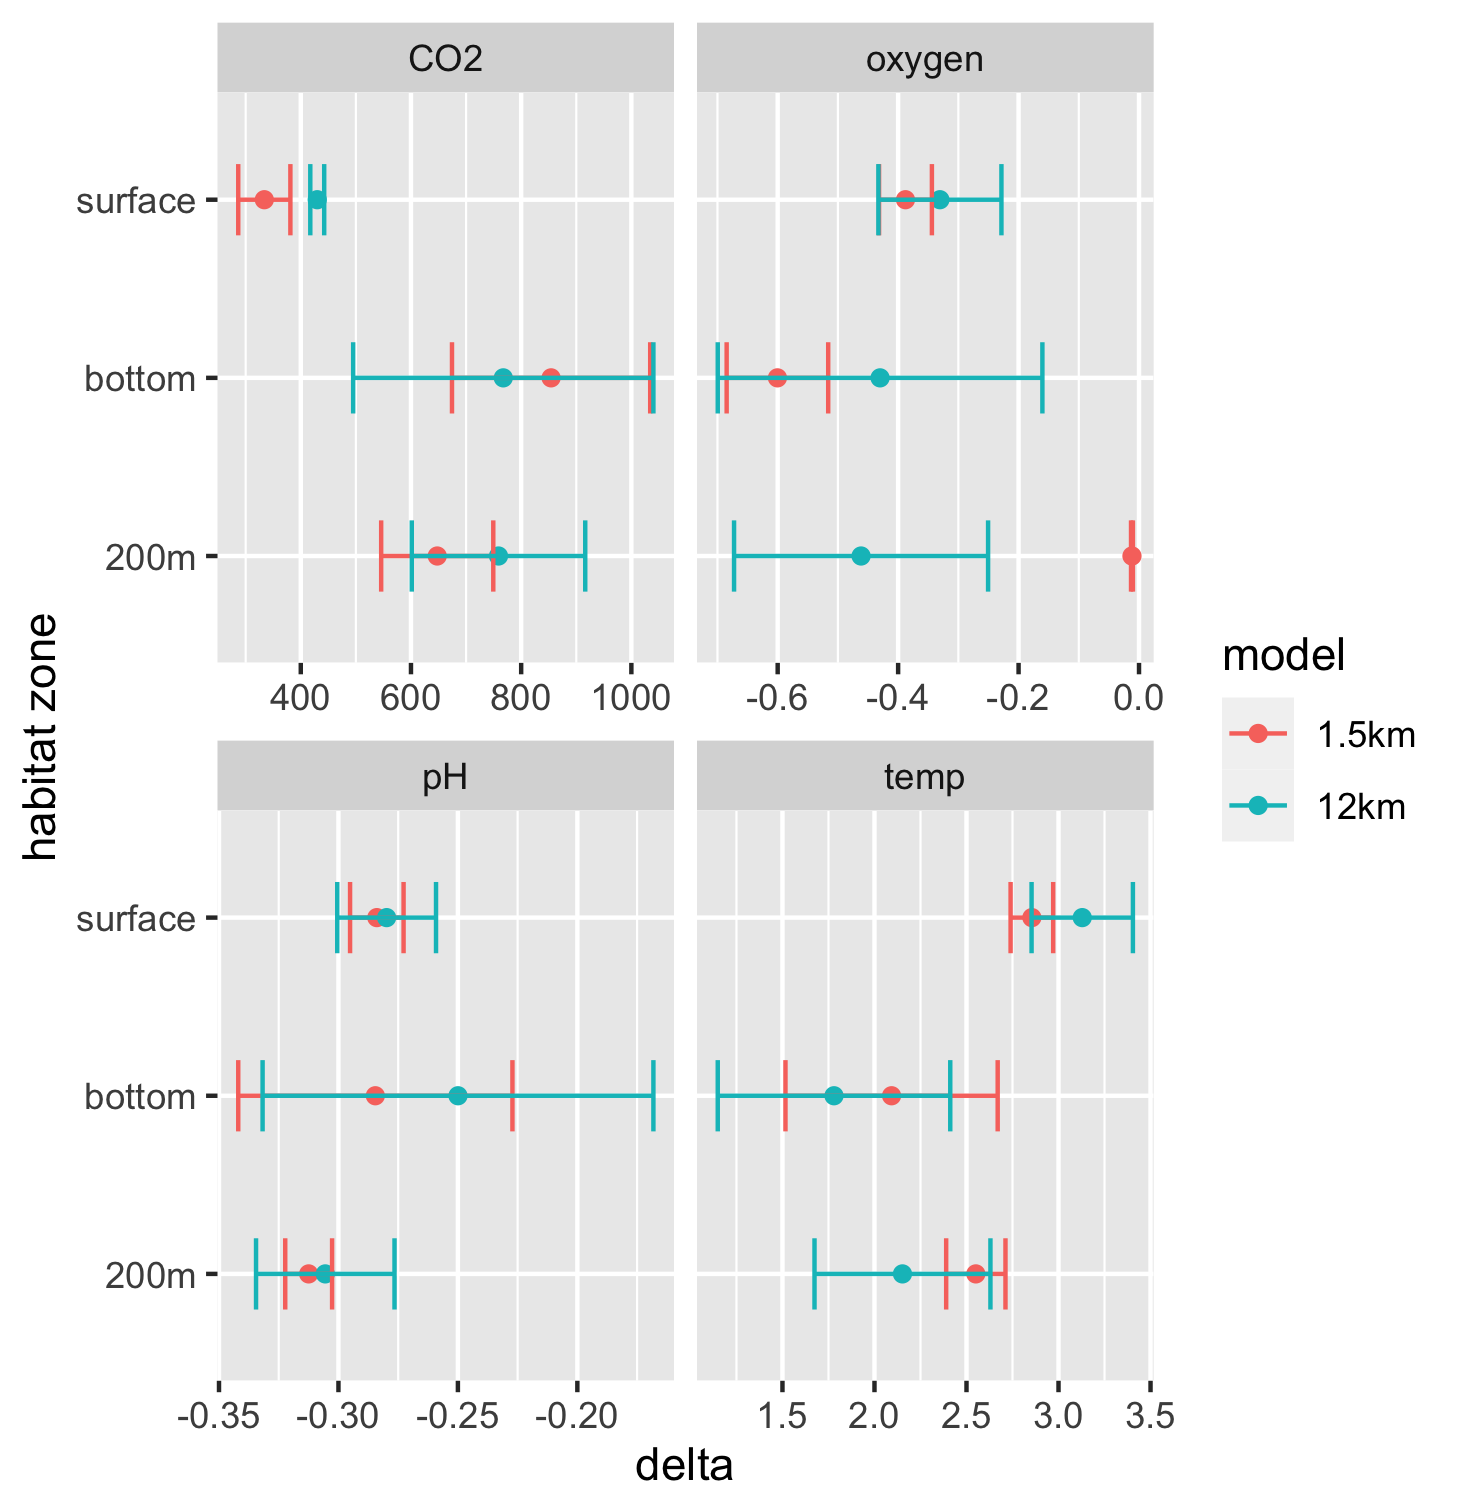 CO2
oxygen
surface
bottom
200m
400 600 800 1000
-0.6 -0.4 -0.2 0.0
habitat zone
model
1.5km
12km
pH
temp
surface
bottom
200m
-0.35 -0.30 -0.25 -0.20
1.5 2.0 2.5 3.0 3.5
delta